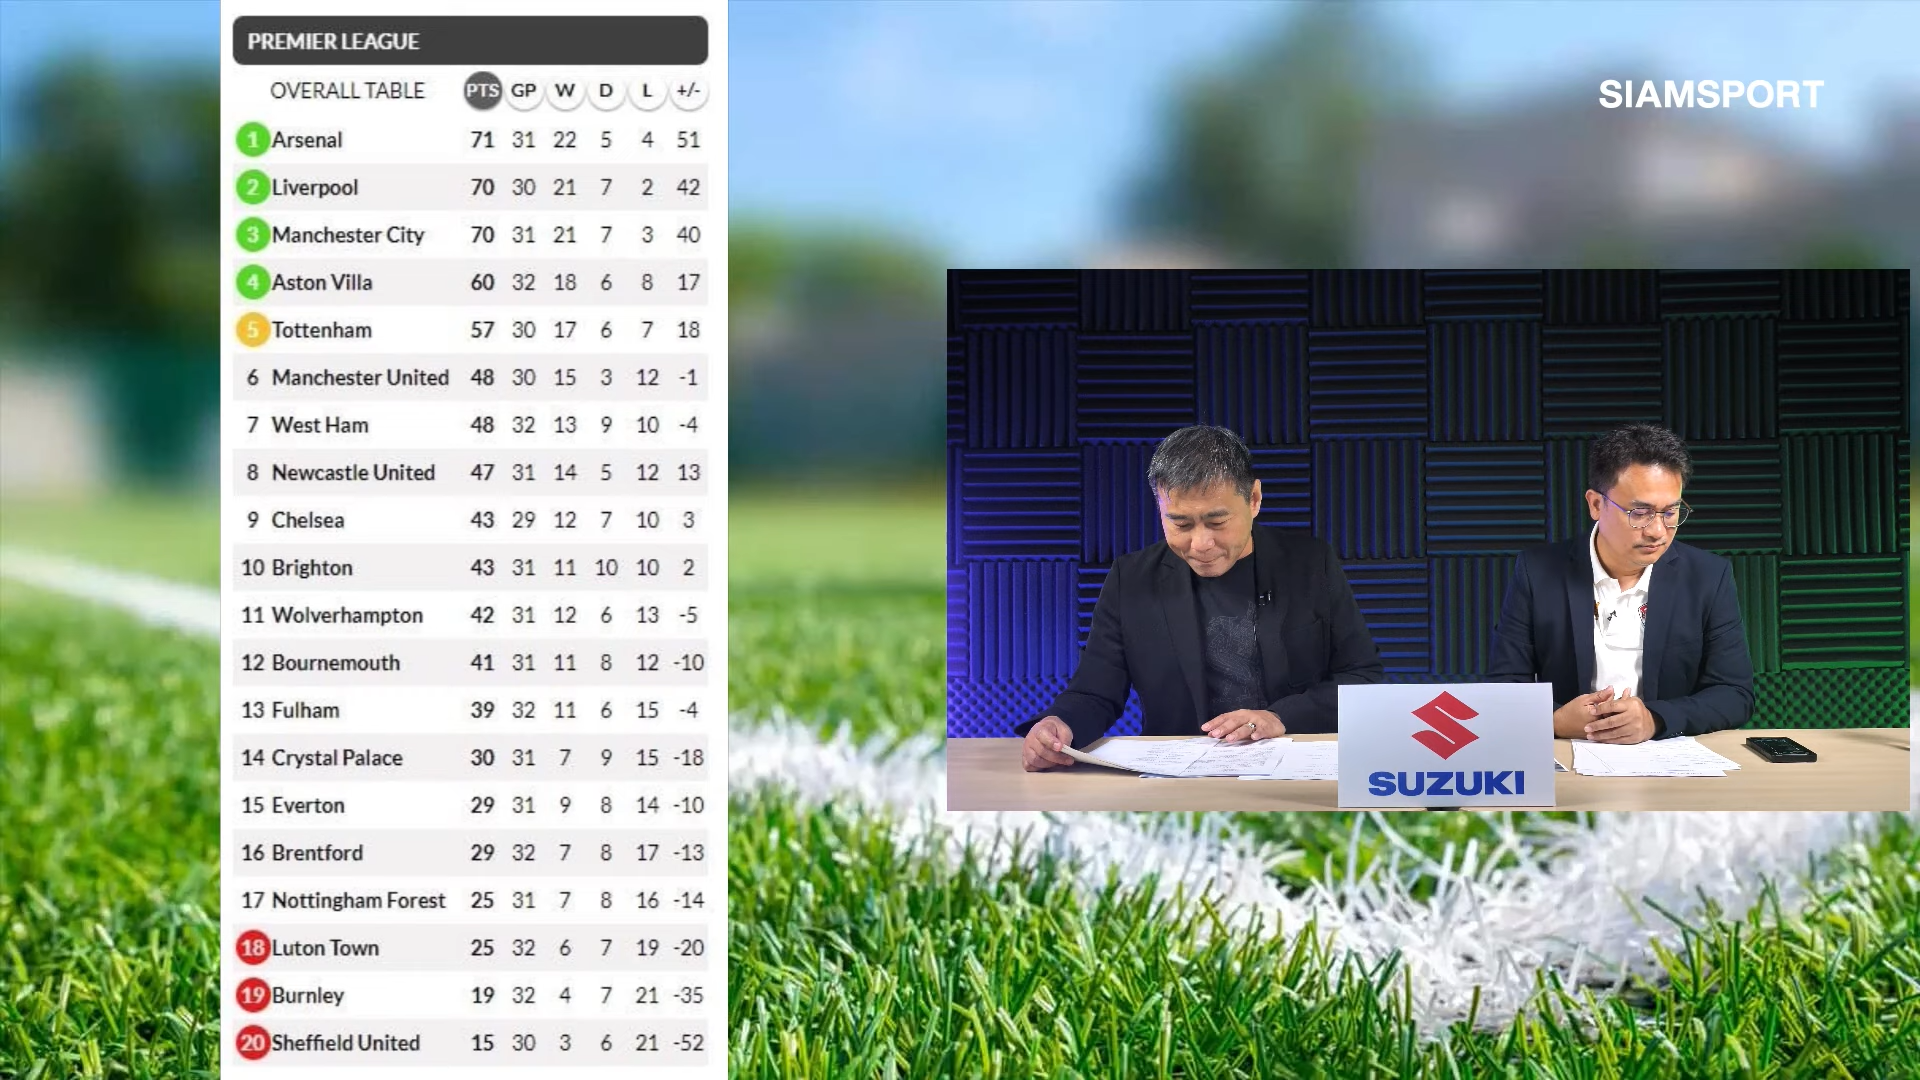 PREMIER LEAGUE
OVERALL TABLE PTS GP W D L +/-
1 Arsenal 71 31 22 5 4 51
2 Liverpool 70 30 21 7 2 42
3 Manchester City 70 31 21 7 3 40
4 Aston Villa 60 32 18 6 8 17
5 Tottenham 57 30 17 6 7 18
6 Manchester United 48 30 15 3 12 -1
7 West Ham 48 32 13 9 10 -4
8 Newcastle United 47 31 14 5 12 13
9 Chelsea 43 29 12 7 10 3
10 Brighton 43 31 11 10 10 2
11 Wolverhampton 42 31 12 6 13 -5
12 Bournemouth 41 31 11 8 12 -10
13 Fulham 39 32 11 6 15 -4
14 Crystal Palace 30 31 7 9 15 -18
15 Everton 29 31 9 8 14 -10
16 Brentford 29 32 7 8 17 -13
17 Nottingham Forest 25 31 7 8 16 -14
18 Luton Town 25 32 6 7 19 -20
19 Burnley 19 32 4 7 21 -35
20 Sheffield United 15 30 3 6 21 -52
SIAMSPORT
SUZUKI